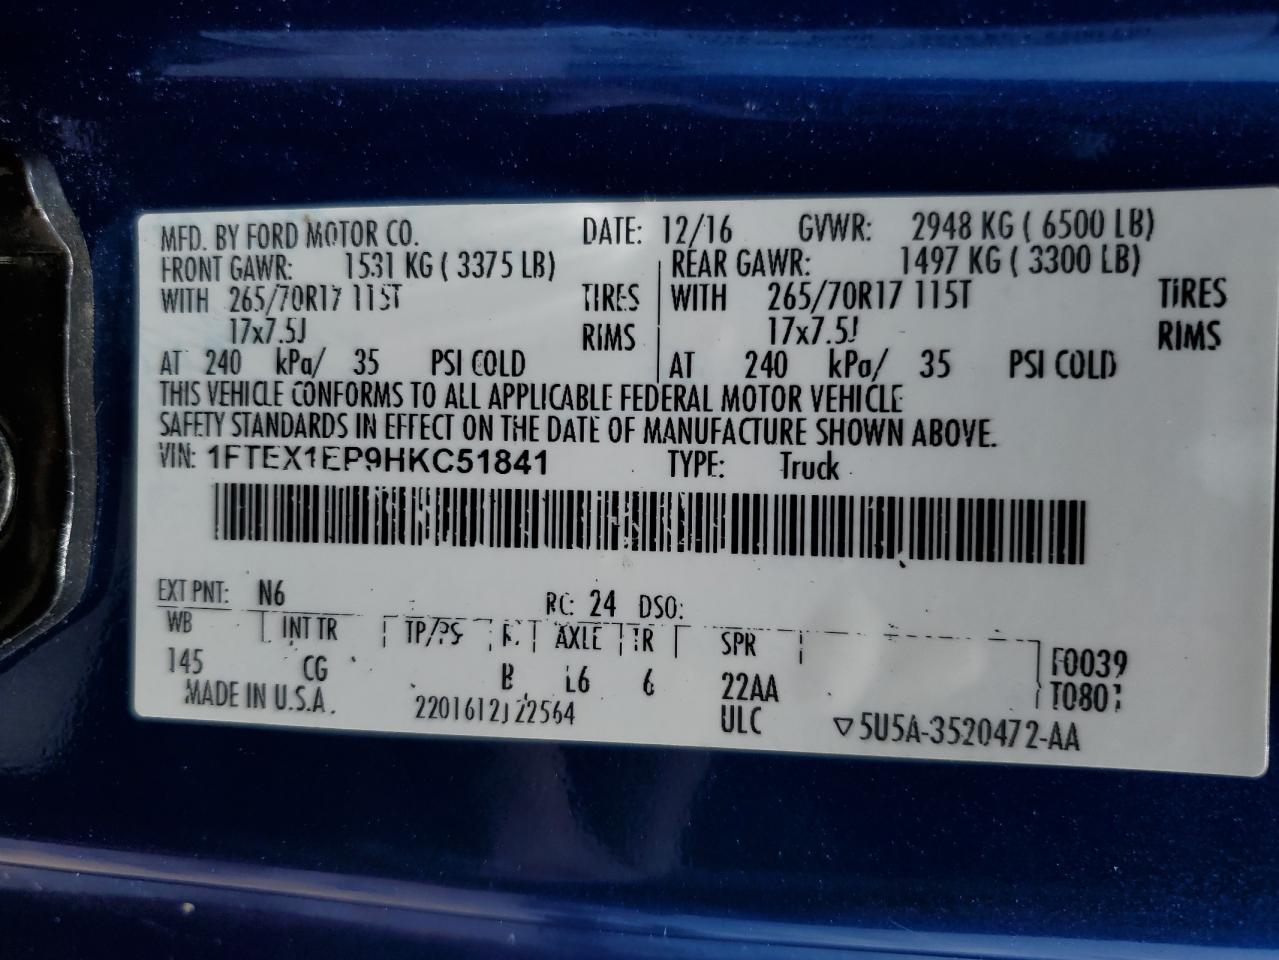 MFD. BY FORD MOTOR CO. DATE: 12/16 GVWR: 2948 KG ( 6500 LB)
FRONT GAWR: 1531 KG ( 3375 LB) REAR GAWR: 1497 KG ( 3300 LB)
WITH 265/70R17 115T TIRES WITH 265/70R17 115T TIRES
17x7.5J RIMS 17x7.5J RIMS
AT 240 kPa/ 35 PSI COLD AT 240 kPa/ 35 PSI COLD
THIS VEHICLE CONFORMS TO ALL APPLICABLE FEDERAL MOTOR VEHICLE
SAFETY STANDARDS IN EFFECT ON THE DATE OF MANUFACTURE SHOWN ABOVE.
VIN: 1FTEX1EP9HKC51841 TYPE: Truck
EXT PNT: N6 RC: 24 DSO:
WB INT TR TP/PS R AXLE TR SPR
145 CG B L6 6 22AA F0039
MADE IN U.S.A. ULC
▽5U5A-3520472-AA